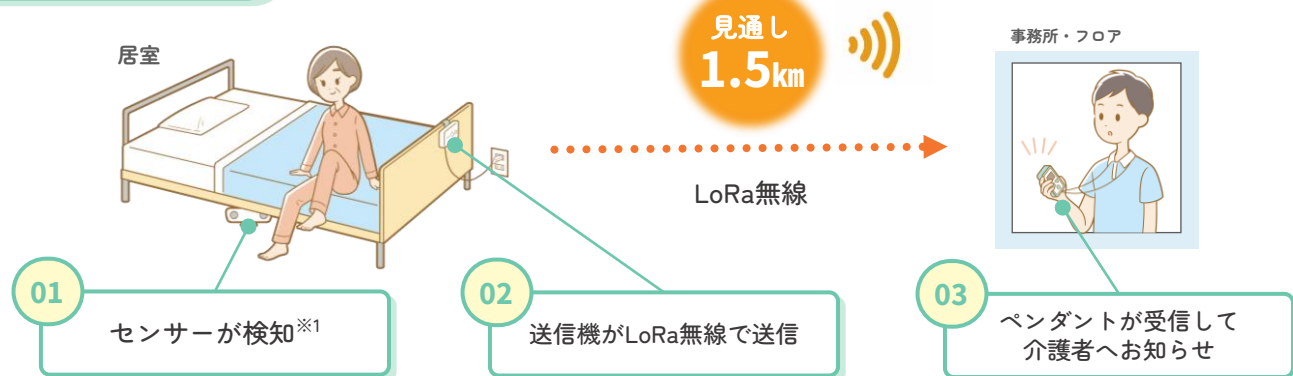 居室
見通し
1.5km
事務所・フロア
LoRa無線
01
センサーが検知※1
02
送信機がLoRa無線で送信
03
ペンダントが受信して
介護者へお知らせ